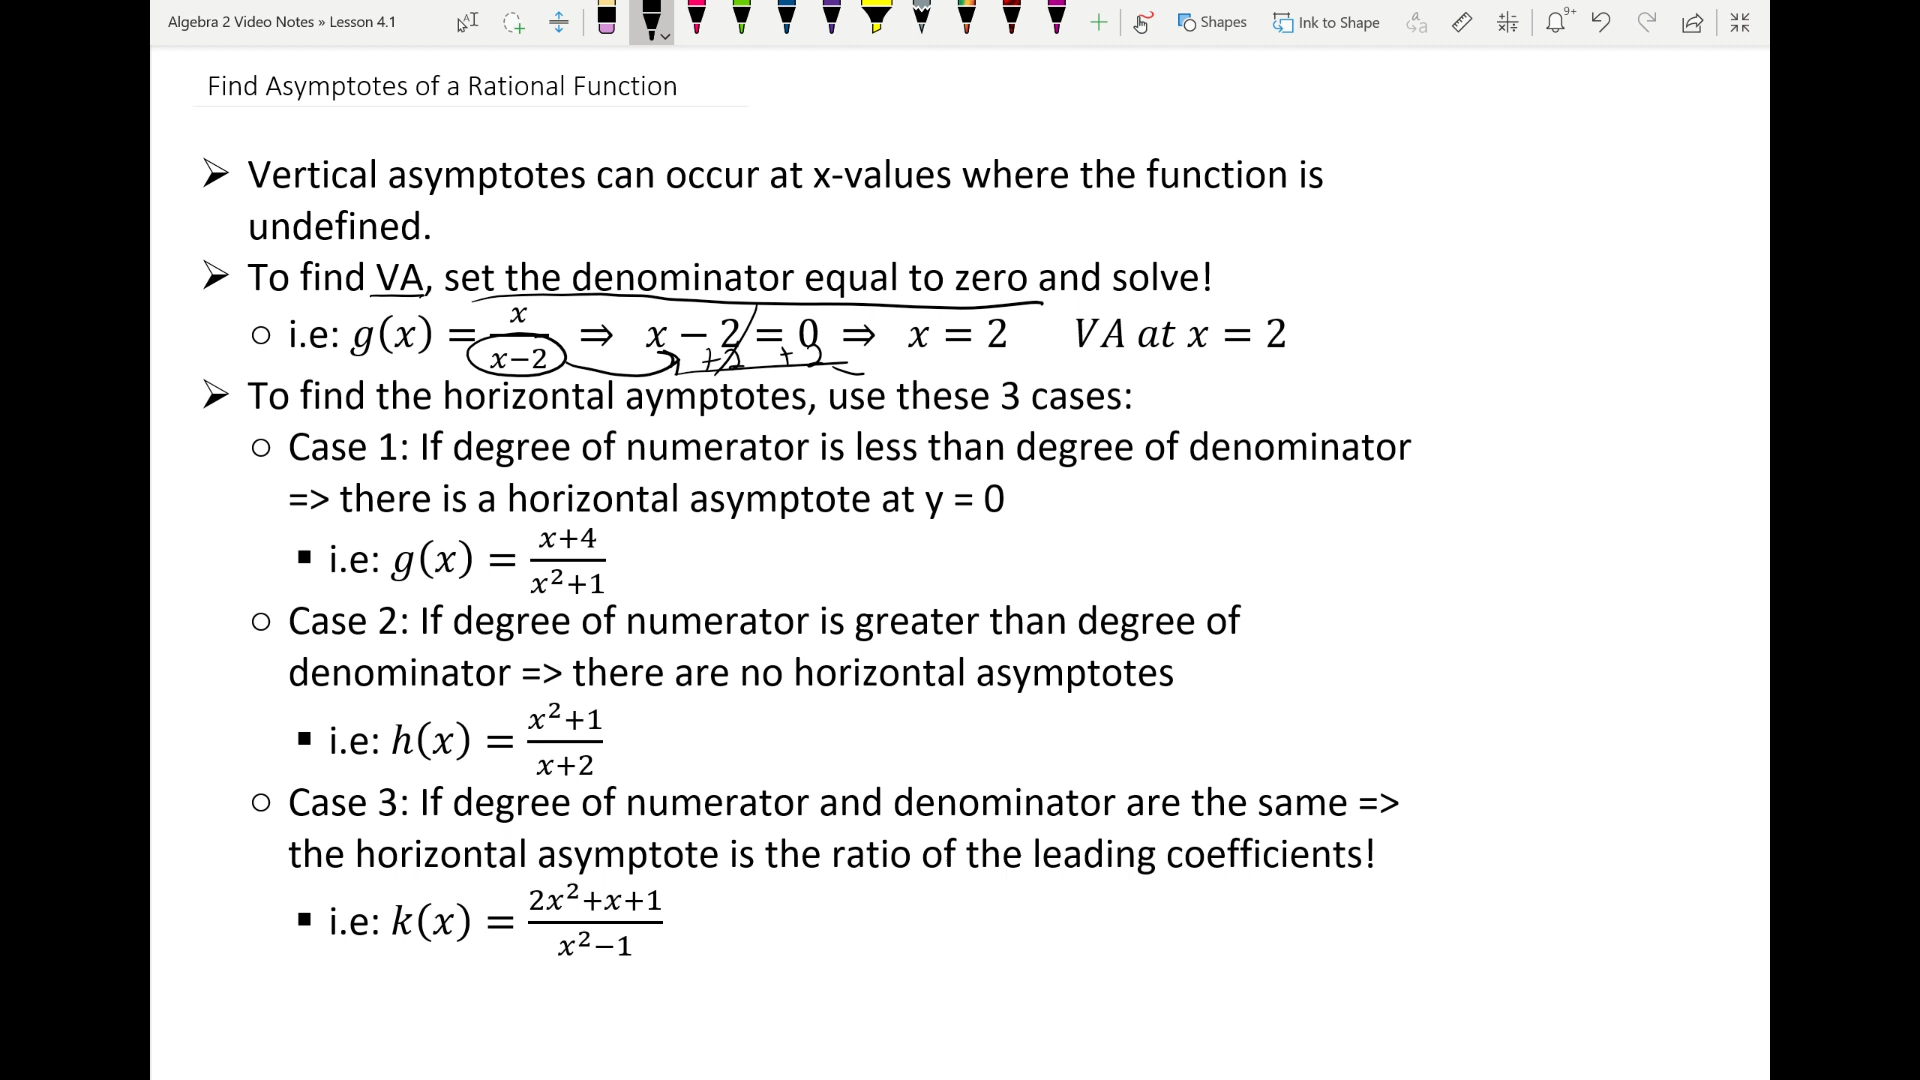 Algebra 2 Video Notes » Lesson 4.1
Shapes
Ink to Shape
9+
Find Asymptotes of a Rational Function
➢ Vertical asymptotes can occur at x-values where the function is
undefined.
➢ To find VA, set the denominator equal to zero and solve!
○ i.e: g(x) = x/(x−2) ⇒ x − 2 = 0 ⇒ x = 2 VA at x = 2
+2 +2
➢ To find the horizontal aymptotes, use these 3 cases:
○ Case 1: If degree of numerator is less than degree of denominator
=> there is a horizontal asymptote at y = 0
▪ i.e: g(x) = (x+4)/(x²+1)
○ Case 2: If degree of numerator is greater than degree of
denominator => there are no horizontal asymptotes
▪ i.e: h(x) = (x²+1)/(x+2)
○ Case 3: If degree of numerator and denominator are the same =>
the horizontal asymptote is the ratio of the leading coefficients!
▪ i.e: k(x) = (2x²+x+1)/(x²−1)